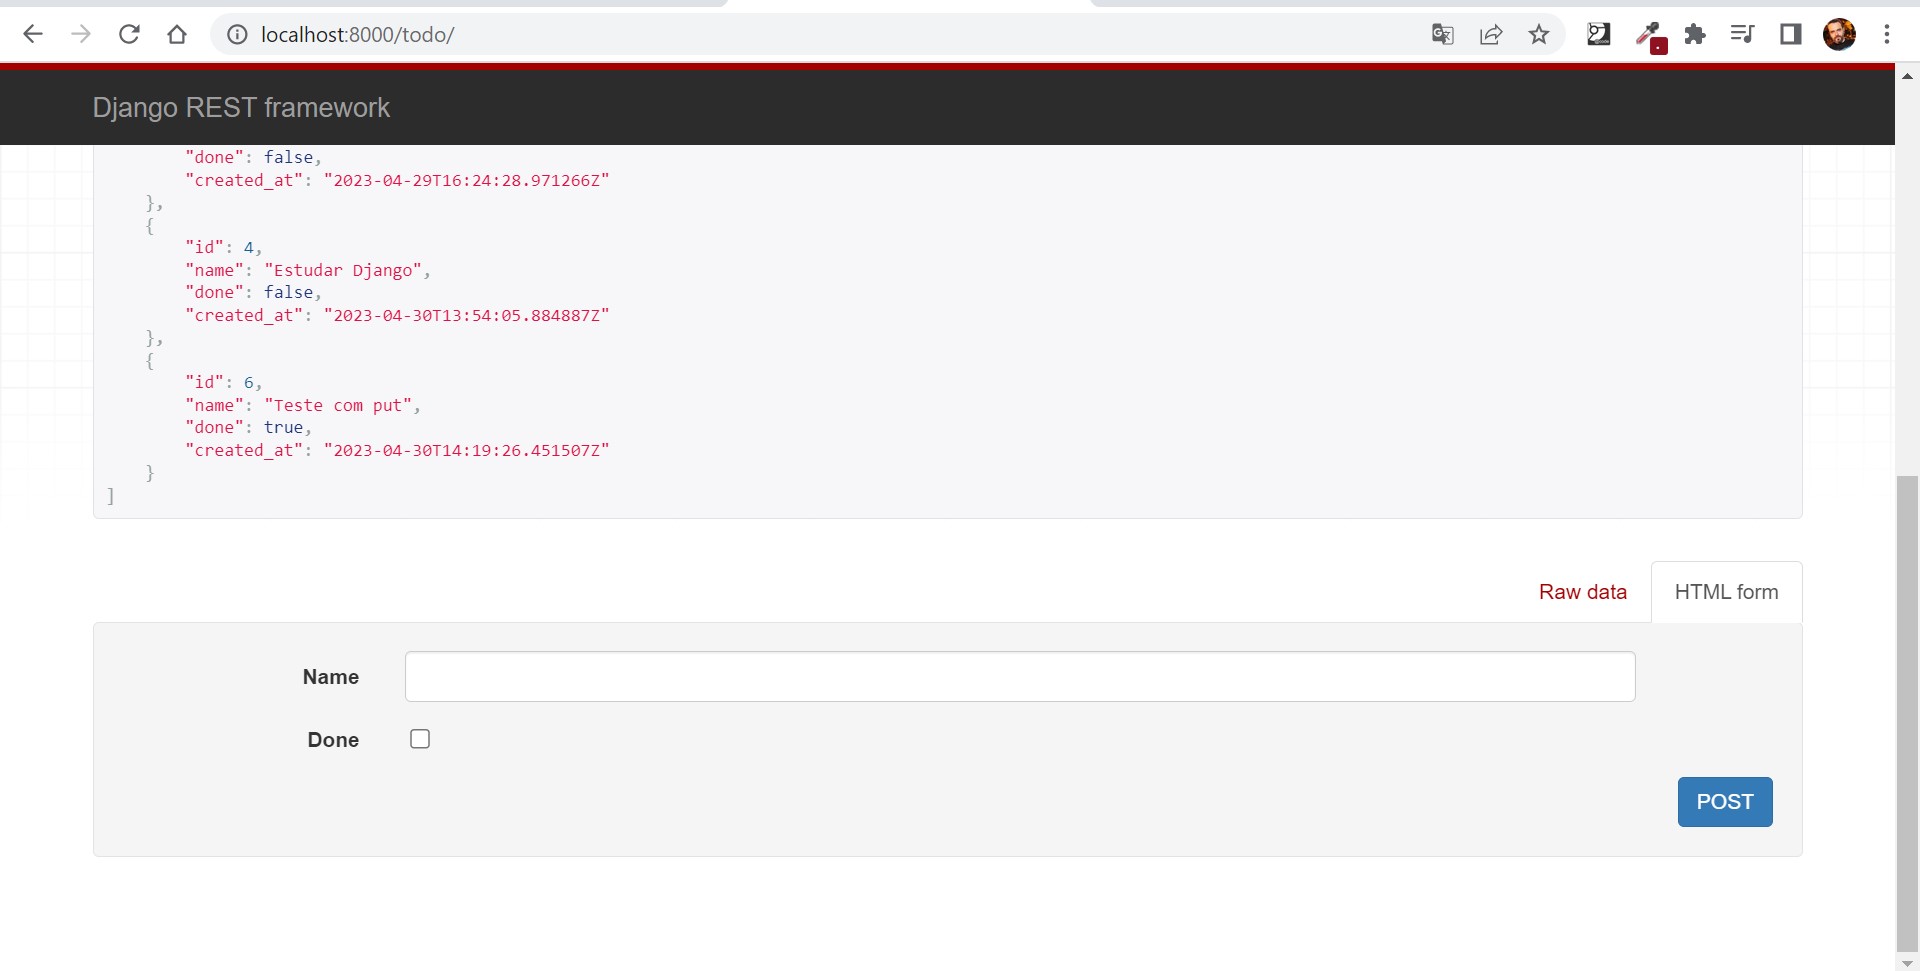 localhost:8000/todo/
Django REST framework
"done": false,
"created_at": "2023-04-29T16:24:28.971266Z"
},
{
"id": 4,
"name": "Estudar Django",
"done": false,
"created_at": "2023-04-30T13:54:05.884887Z"
},
{
"id": 6,
"name": "Teste com put",
"done": true,
"created_at": "2023-04-30T14:19:26.451507Z"
}
]
Raw data HTML form
Name
Done
POST